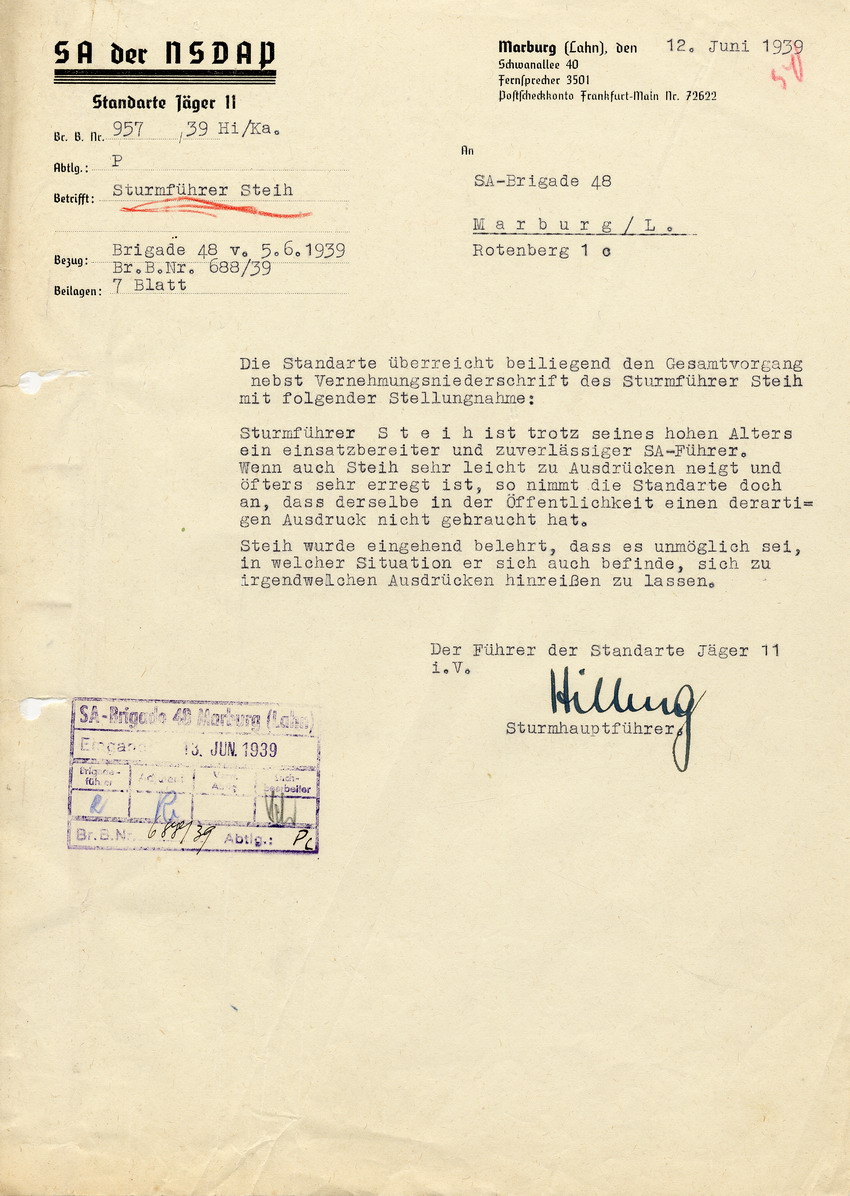 SA der NSDAP
Standarte Jäger 11
Br. B. Nr. 957 /39 Hi/Ka.
Abtlg.: P
Betrifft: Sturmführer Steih
Bezug: Brigade 48 v. 5.6.1939
Br.B.Nr. 688/39
Beilagen: 7 Blatt
Marburg (Lahn), den 12. Juni 1939
Schwanallee 40
Fernsprecher 3501
Postscheckkonto Frankfurt-Main Nr. 72622
An
SA-Brigade 48
M a r b u r g / L .
Rotenberg 1 c
Die Standarte überreicht beiliegend den Gesamtvorgang
nebst Vernehmungsniederschrift des Sturmführer Steih
mit folgender Stellungnahme:
Sturmführer S t e i h ist trotz seines hohen Alters
ein einsatzbereiter und zuverlässiger SA-Führer.
Wenn auch Steih sehr leicht zu Ausdrücken neigt und
öfters sehr erregt ist, so nimmt die Standarte doch
an, dass derselbe in der Öffentlichkeit einen derarti=
gen Ausdruck nicht gebraucht hat.
Steih wurde eingehend belehrt, dass es unmöglich sei,
in welcher Situation er sich auch befinde, sich zu
irgendwelchen Ausdrücken hinreißen zu lassen.
Der Führer der Standarte Jäger 11
i.V.
Hilling
Sturmhauptführer.
SA-Brigade 48 Marburg (Lahn)
Eingang 13. JUN. 1939
Brigade-führer Adjutant Sach-bearbeiter
Br. B. Nr. 688/39 Abtlg.: Pc